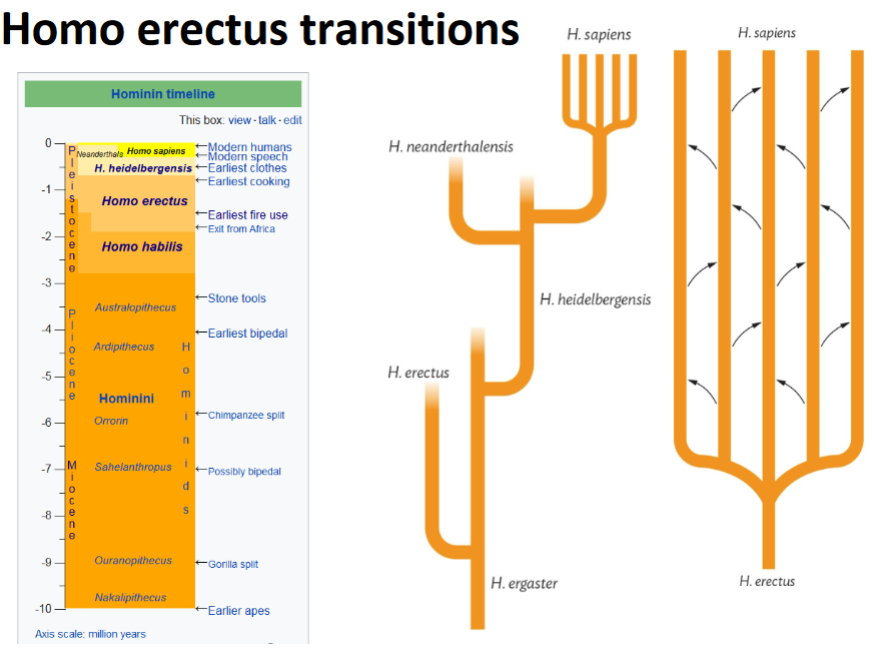 Homo erectus transitions
Hominin timeline
This box: view - talk - edit
0
-1
-2
-3
-4
-5
-6
-7
-8
-9
-10
Pleistocene
Pliocene
Miocene
Hominids
Neanderthals
Homo sapiens
H. heidelbergensis
Homo erectus
Homo habilis
Australopithecus
Ardipithecus
Hominini
Orrorin
Sahelanthropus
Ouranopithecus
Nakalipithecus
←Modern humans
←Modern speech
←Earliest clothes
←Earliest cooking
←Earliest fire use
←Exit from Africa
←Stone tools
←Earliest bipedal
←Chimpanzee split
←Possibly bipedal
←Gorilla split
←Earlier apes
Axis scale: million years
H. sapiens
H. neanderthalensis
H. heidelbergensis
H. erectus
H. ergaster
H. sapiens
H. erectus